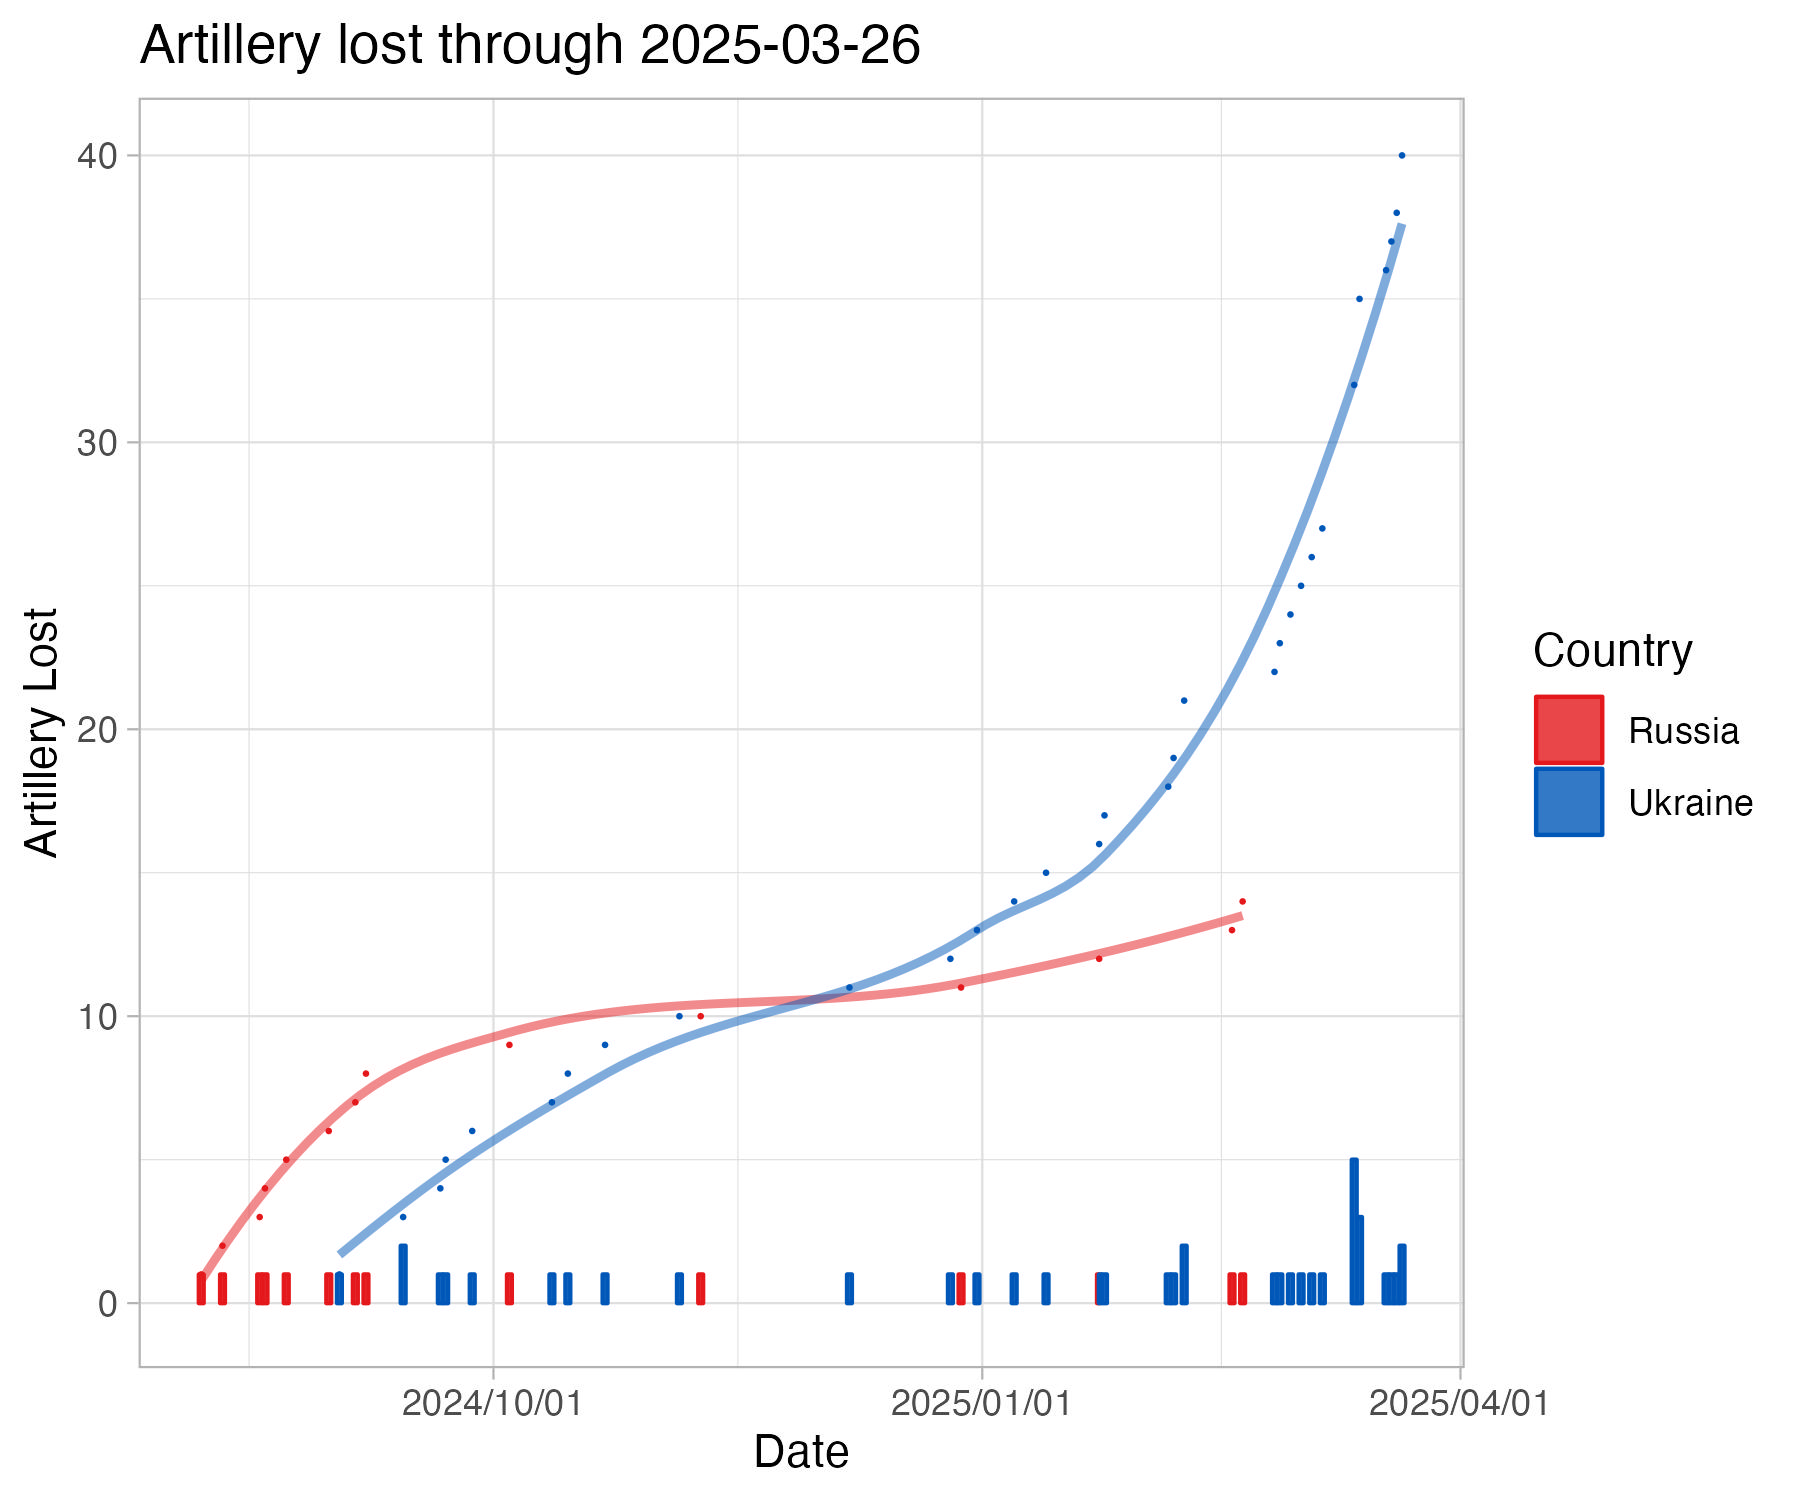 Artillery lost through 2025-03-26
Artillery Lost
40
30
20
10
0
2024/10/01
2025/01/01
2025/04/01
Date
Country
Russia
Ukraine